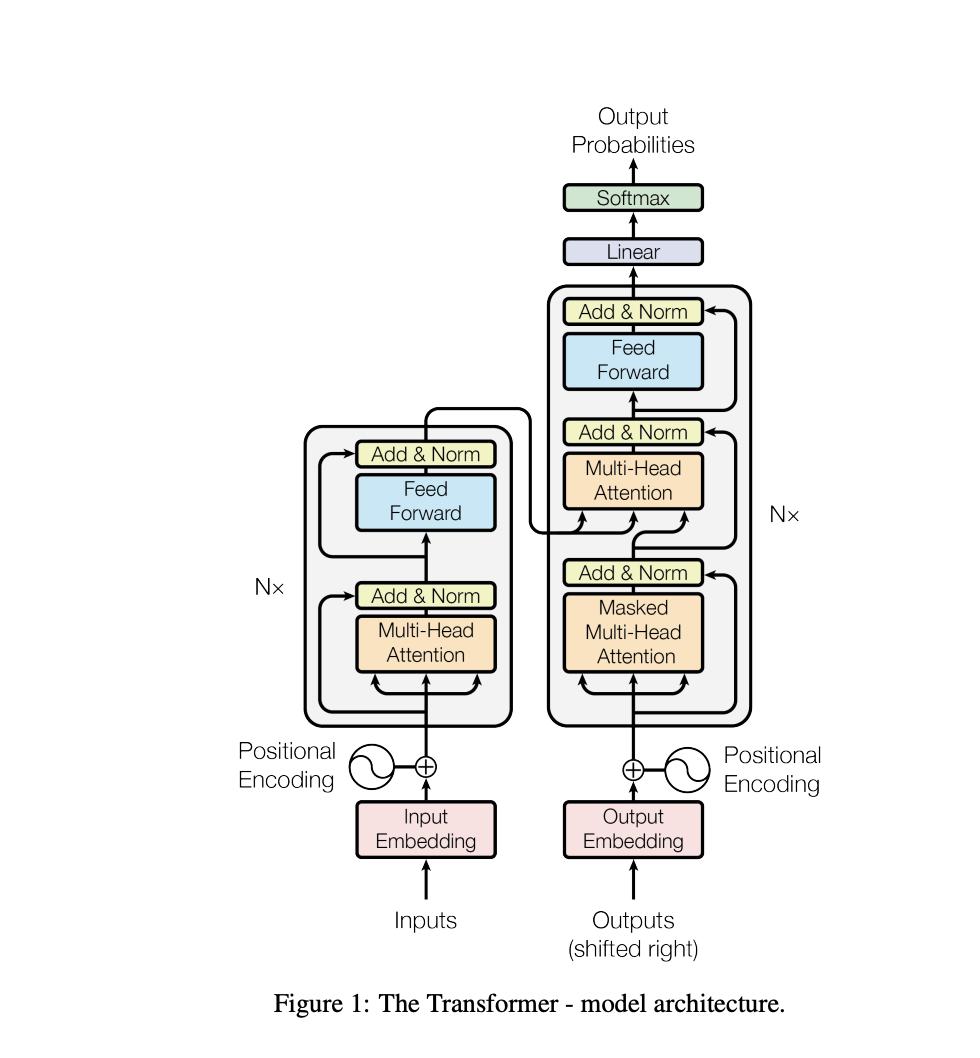 Output
Probabilities
Softmax
Linear
Add & Norm
Feed
Forward
Add & Norm
Multi-Head
Attention
Add & Norm
Masked
Multi-Head
Attention
N×
Add & Norm
Feed
Forward
Add & Norm
Multi-Head
Attention
N×
Positional
Encoding
Positional
Encoding
Input
Embedding
Output
Embedding
Inputs
Outputs
(shifted right)
Figure 1: The Transformer - model architecture.